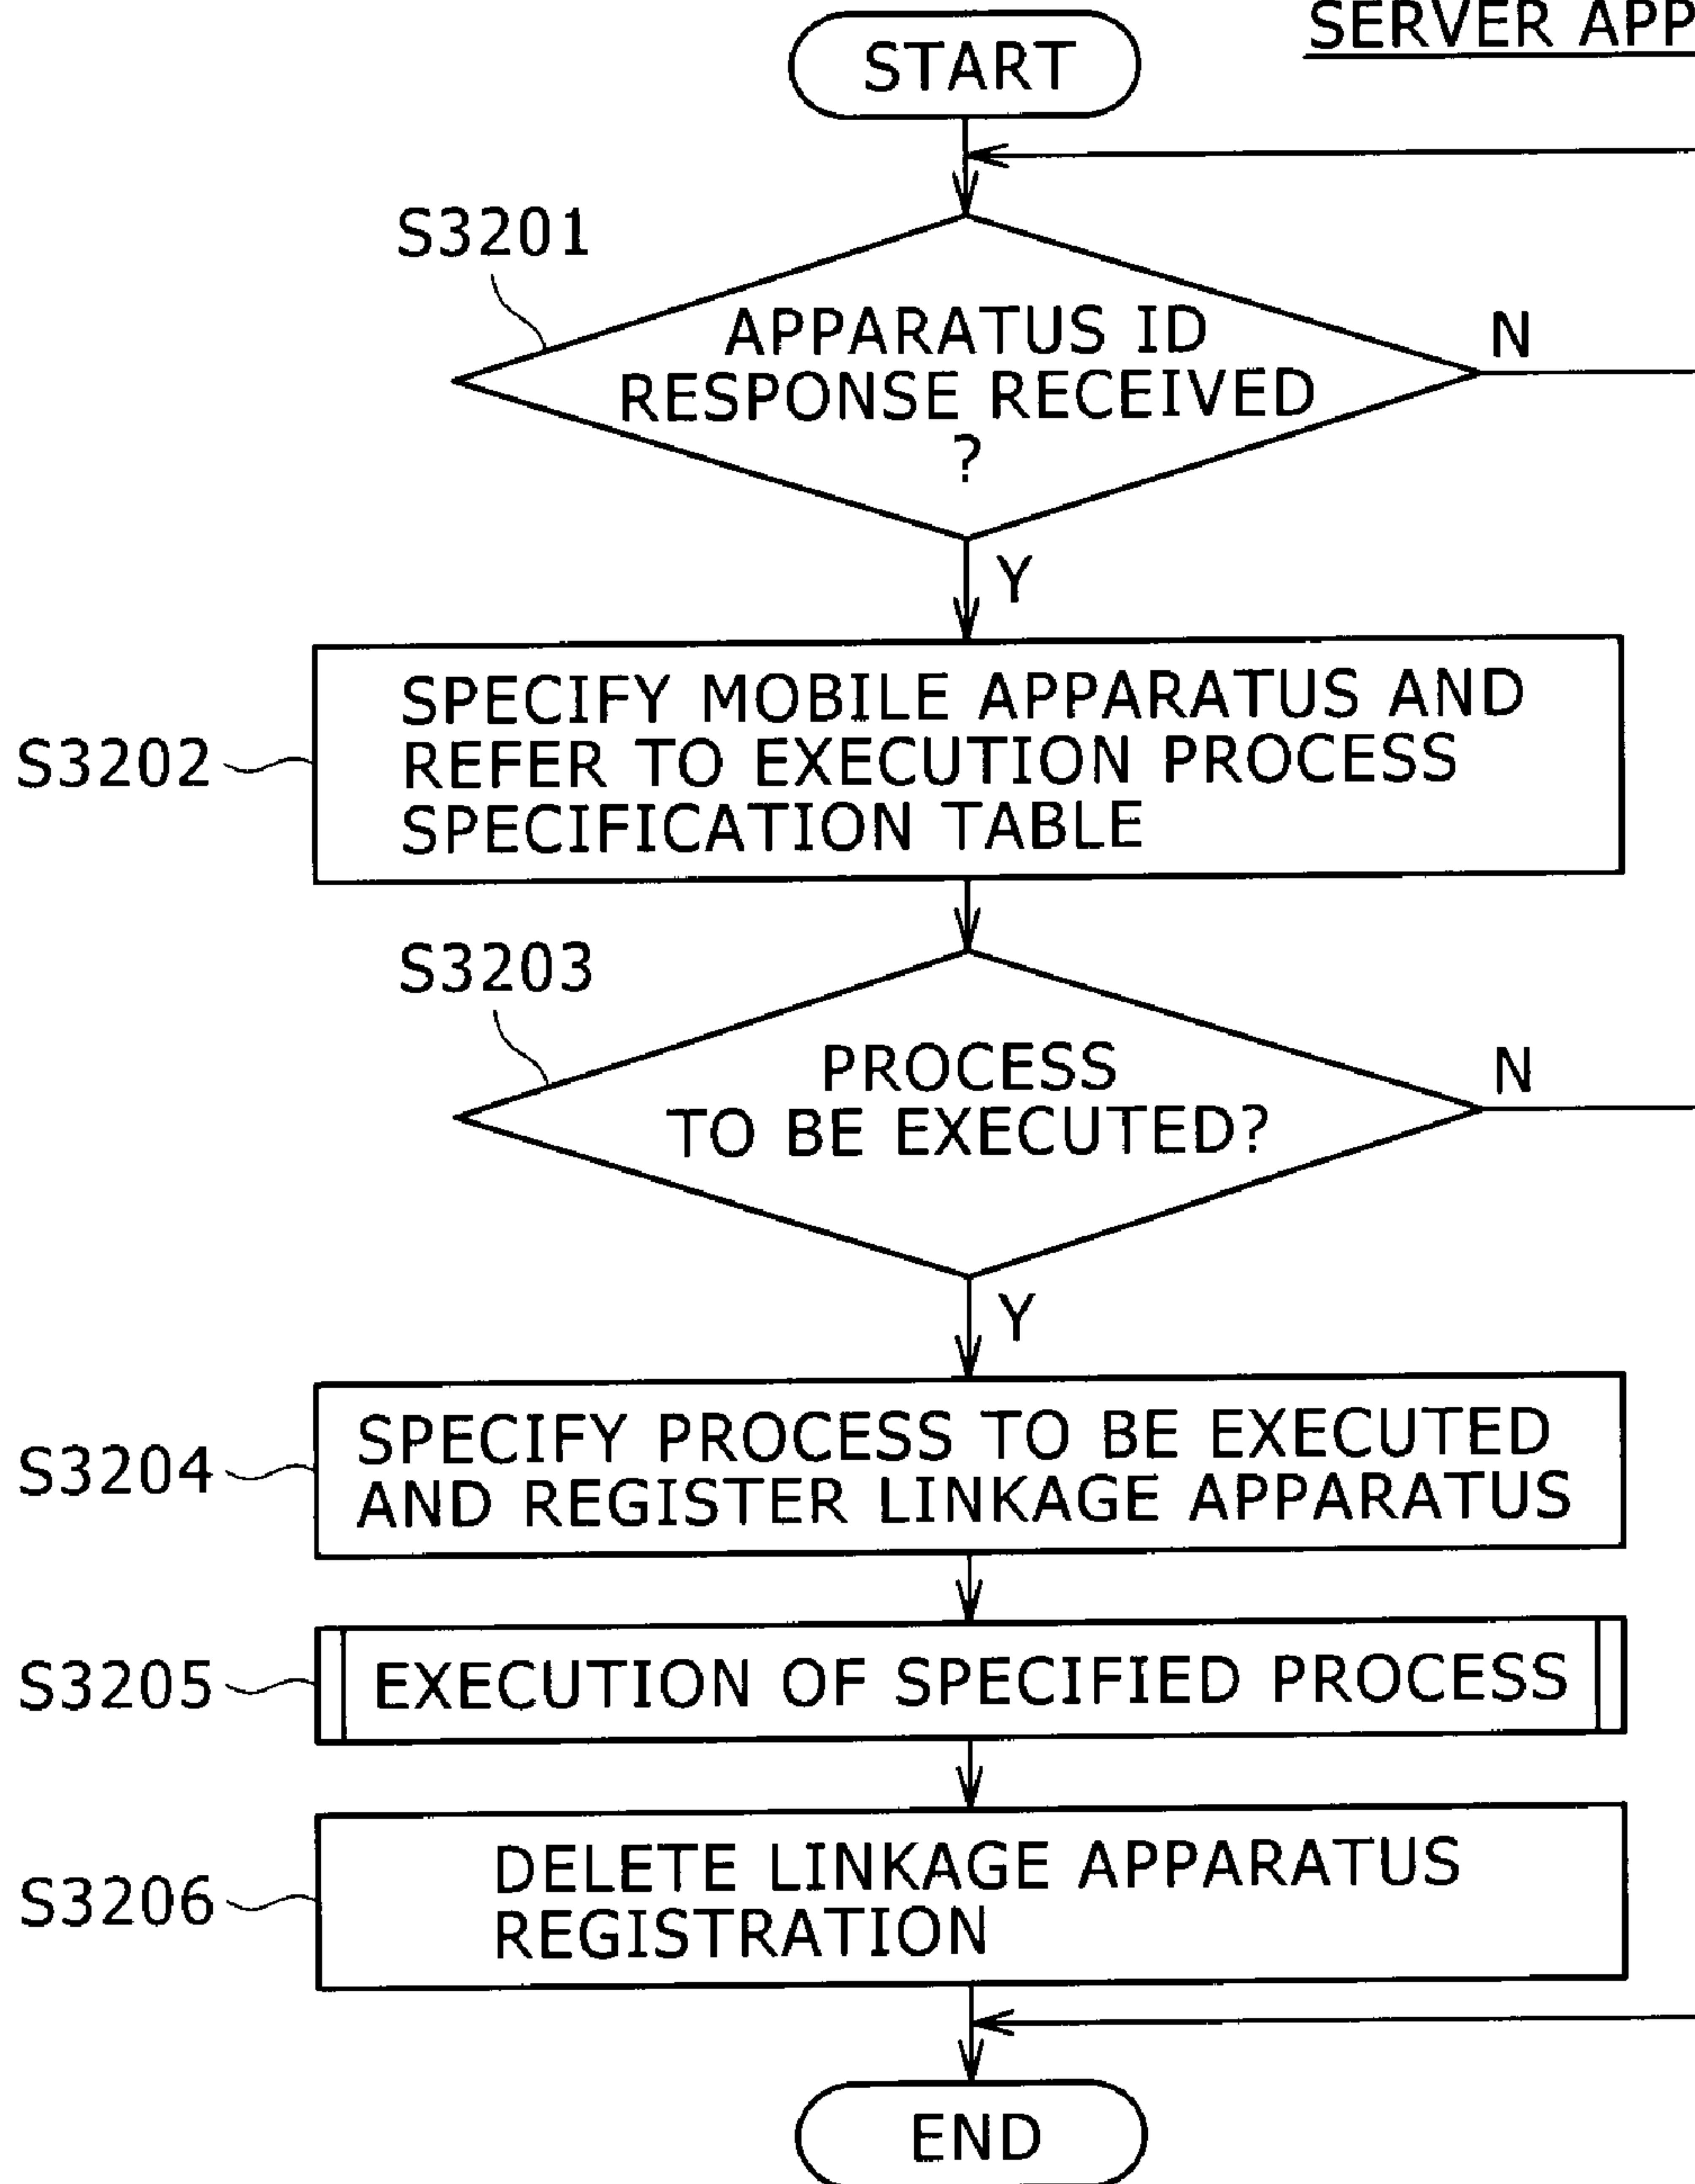 SERVER APP
START
S3201
APPARATUS ID
RESPONSE RECEIVED
?
N
Y
S3202
SPECIFY MOBILE APPARATUS AND
REFER TO EXECUTION PROCESS
SPECIFICATION TABLE
S3203
PROCESS
TO BE EXECUTED?
N
Y
S3204
SPECIFY PROCESS TO BE EXECUTED
AND REGISTER LINKAGE APPARATUS
S3205
EXECUTION OF SPECIFIED PROCESS
S3206
DELETE LINKAGE APPARATUS
REGISTRATION
END